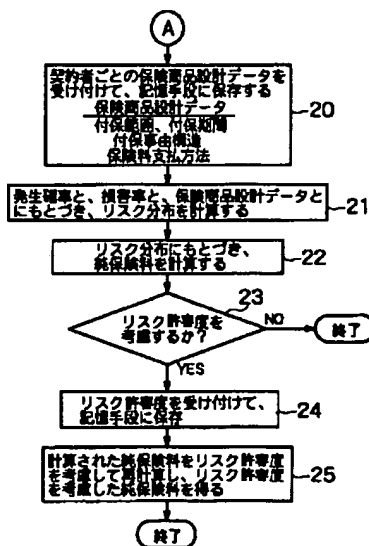 A
契約者ごとの保険商品設計データを
受け付けて、記憶手段に保存する
保険商品設計データ
付保範囲、付保期間
付保事由構造
保険料支払方法
20
発生確率と、損害率と、保険商品設計データと
にもとづき、リスク分布を計算する
21
リスク分布にもとづき、
純保険料を計算する
22
23
リスク許容度を
考慮するか？
NO
終了
YES
リスク許容度を受け付けて、
記憶手段に保存
24
計算された純保険料をリスク許容度
を考慮して再計算し、リスク許容度
を考慮した純保険料を得る
25
終了